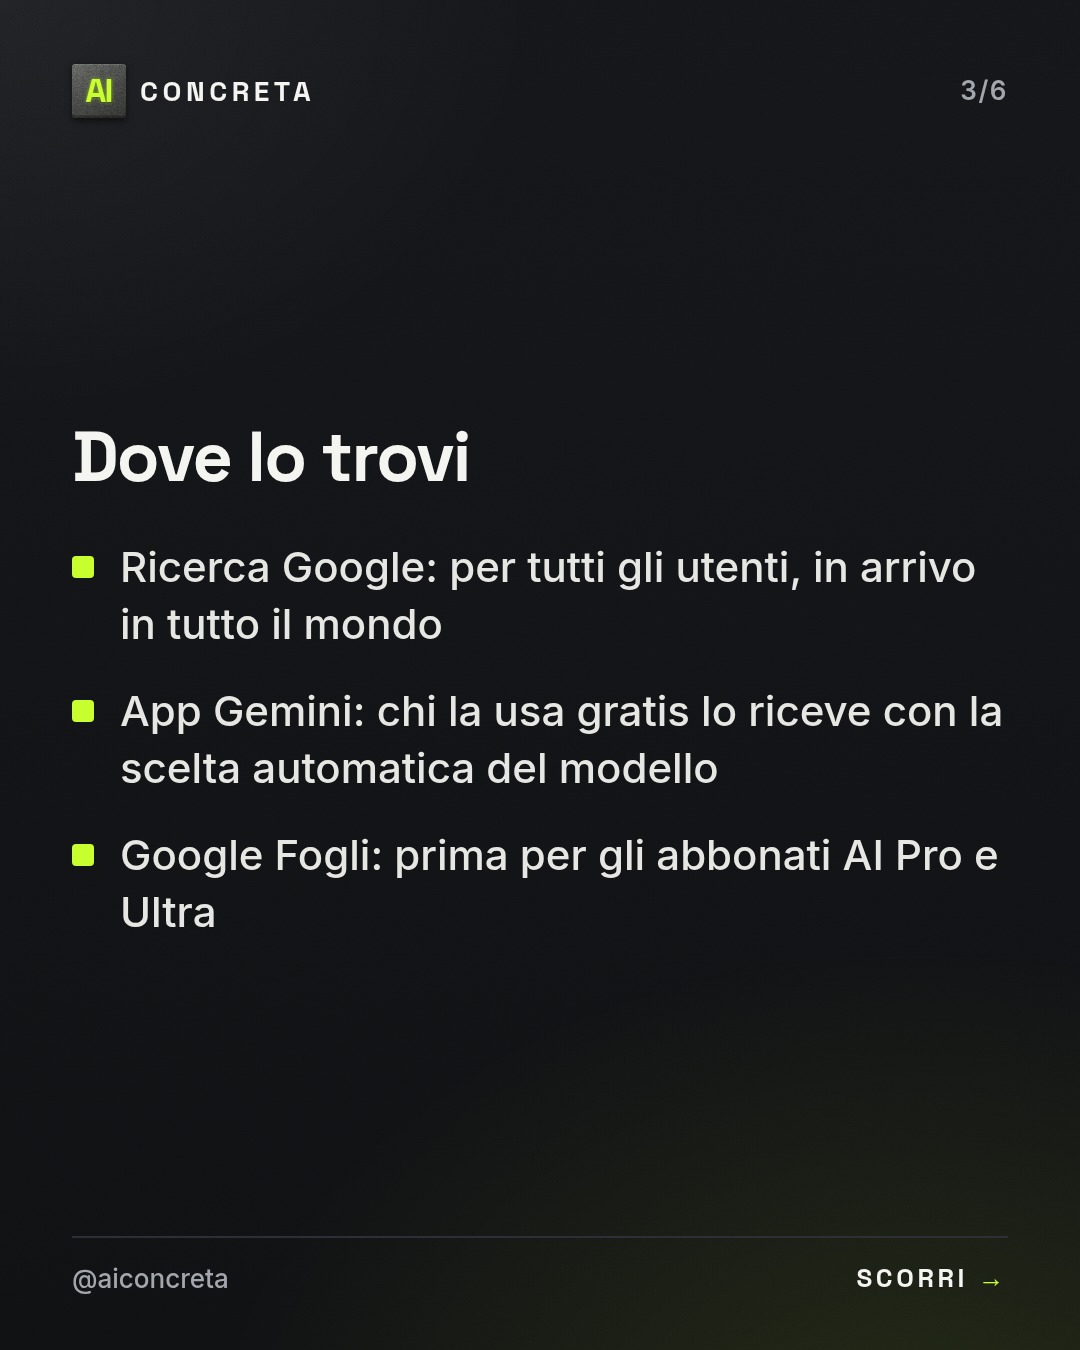 AI CONCRETA
3/6
Dove lo trovi
Ricerca Google: per tutti gli utenti, in arrivo
in tutto il mondo
App Gemini: chi la usa gratis lo riceve con la
scelta automatica del modello
Google Fogli: prima per gli abbonati AI Pro e
Ultra
@aiconcreta
SCORRI →